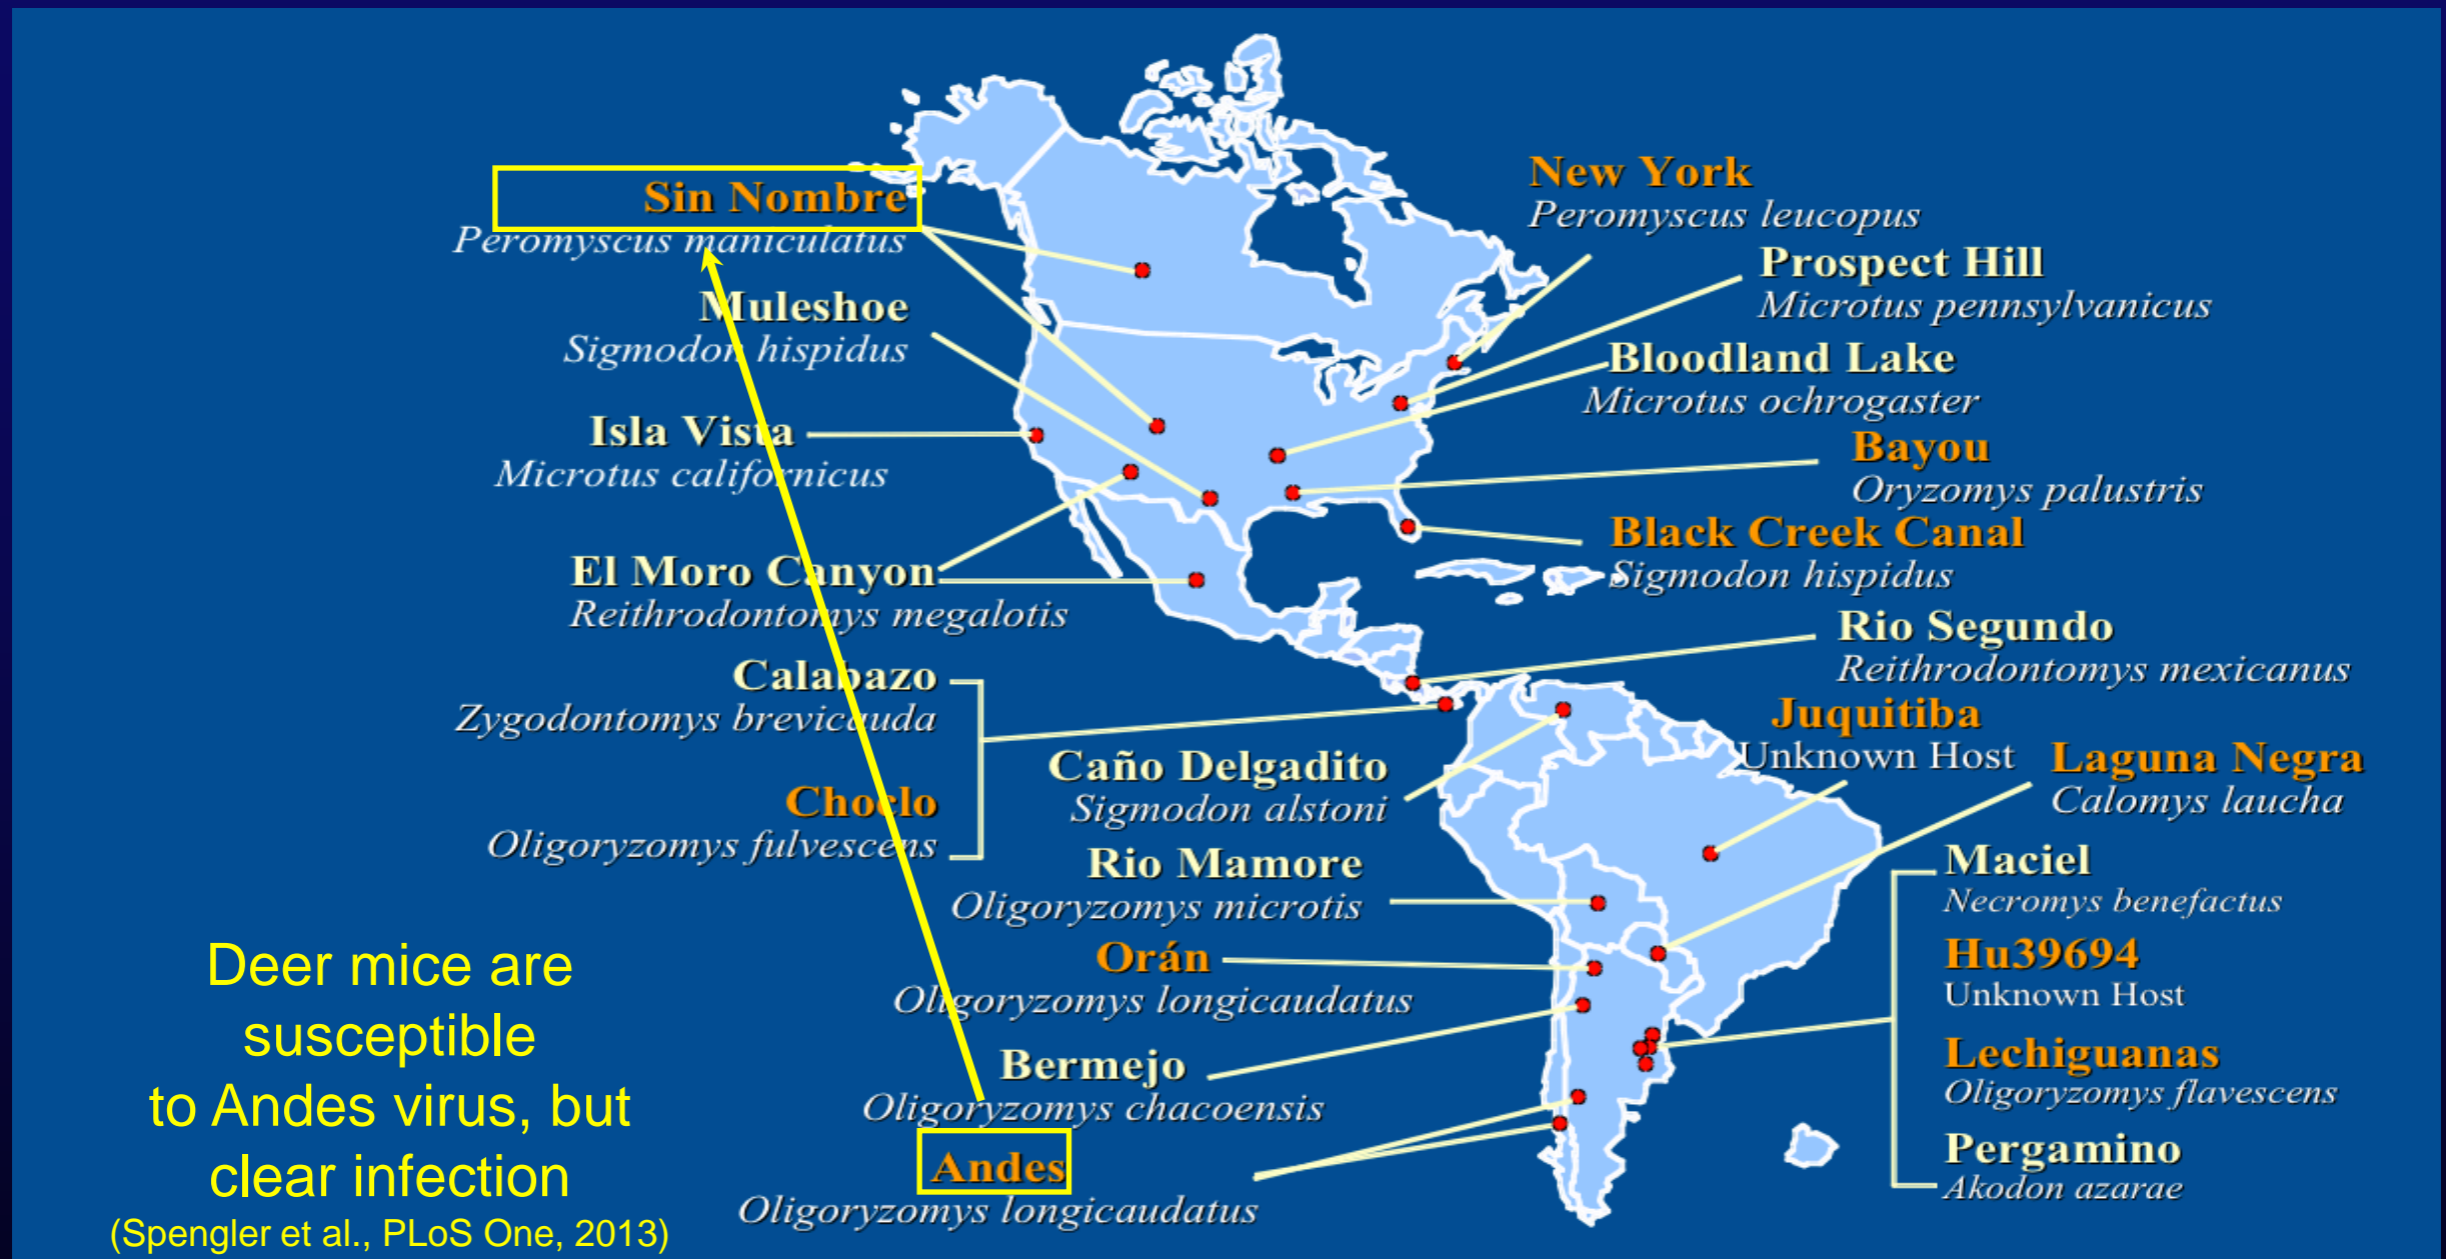 Sin Nombre
Peromyscus maniculatus
Muleshoe
Sigmodon hispidus
Isla Vista
Microtus californicus
El Moro Canyon
Reithrodontomys megalotis
Calabazo
Zygodontomys brevicauda
Choclo
Oligoryzomys fulvescens
Caño Delgadito
Sigmodon alstoni
Rio Mamore
Oligoryzomys microtis
Orán
Oligoryzomys longicaudatus
Bermejo
Oligoryzomys chacoensis
Andes
Oligoryzomys longicaudatus
New York
Peromyscus leucopus
Prospect Hill
Microtus pennsylvanicus
Bloodland Lake
Microtus ochrogaster
Bayou
Oryzomys palustris
Black Creek Canal
Sigmodon hispidus
Rio Segundo
Reithrodontomys mexicanus
Juquitiba
Unknown Host
Laguna Negra
Calomys laucha
Maciel
Necromys benefactus
Hu39694
Unknown Host
Lechiguanas
Oligoryzomys flavescens
Pergamino
Akodon azarae
Deer mice are
susceptible
to Andes virus, but
clear infection
(Spengler et al., PLoS One, 2013)